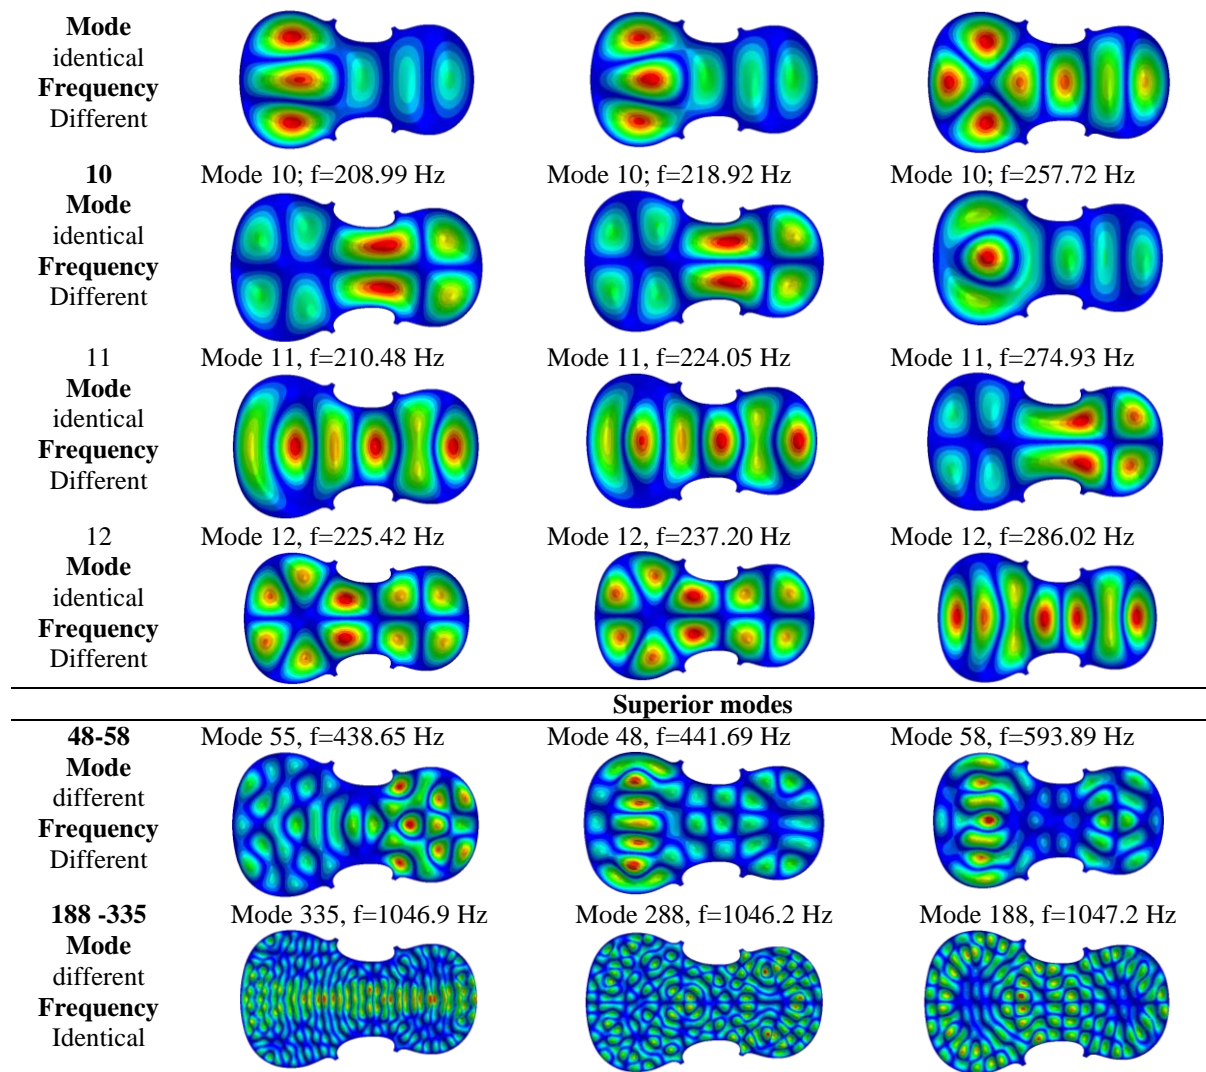 Mode
identical
Frequency
Different
10 Mode 10; f=208.99 Hz Mode 10; f=218.92 Hz Mode 10; f=257.72 Hz
Mode
identical
Frequency
Different
11 Mode 11, f=210.48 Hz Mode 11, f=224.05 Hz Mode 11, f=274.93 Hz
Mode
identical
Frequency
Different
12 Mode 12, f=225.42 Hz Mode 12, f=237.20 Hz Mode 12, f=286.02 Hz
Mode
identical
Frequency
Different
Superior modes
48-58 Mode 55, f=438.65 Hz Mode 48, f=441.69 Hz Mode 58, f=593.89 Hz
Mode
different
Frequency
Different
188 -335 Mode 335, f=1046.9 Hz Mode 288, f=1046.2 Hz Mode 188, f=1047.2 Hz
Mode
different
Frequency
Identical